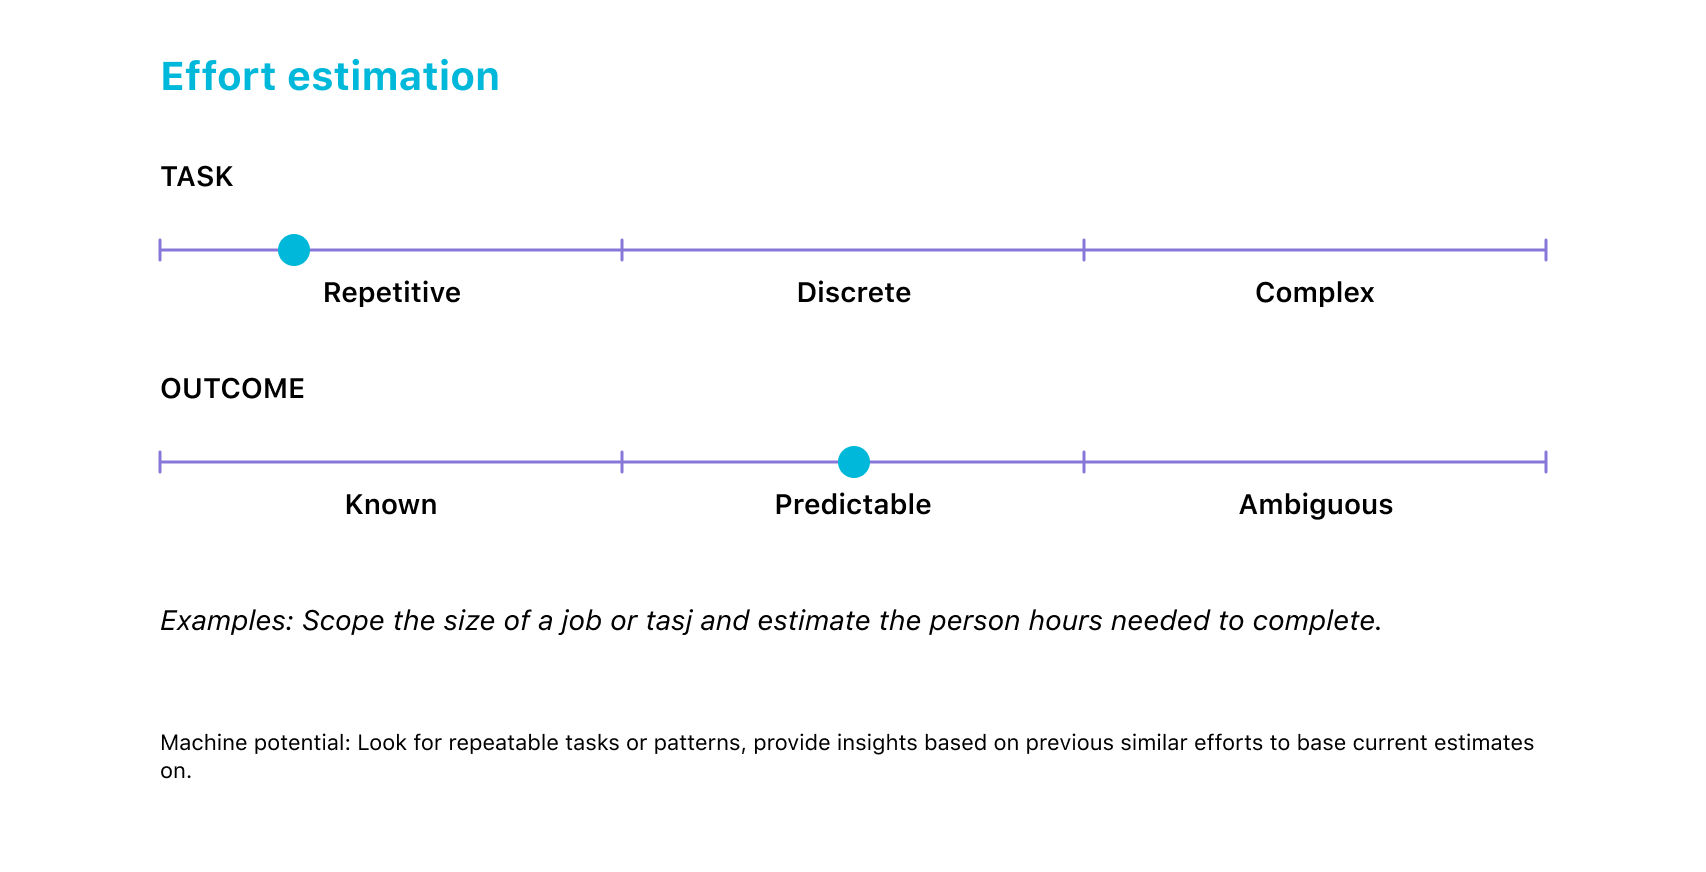 Effort estimation
TASK
Repetitive
Discrete
Complex
OUTCOME
Known
Predictable
Ambiguous
Examples: Scope the size of a job or tasj and estimate the person hours needed to complete.
Machine potential: Look for repeatable tasks or patterns, provide insights based on previous similar efforts to base current estimates
on.